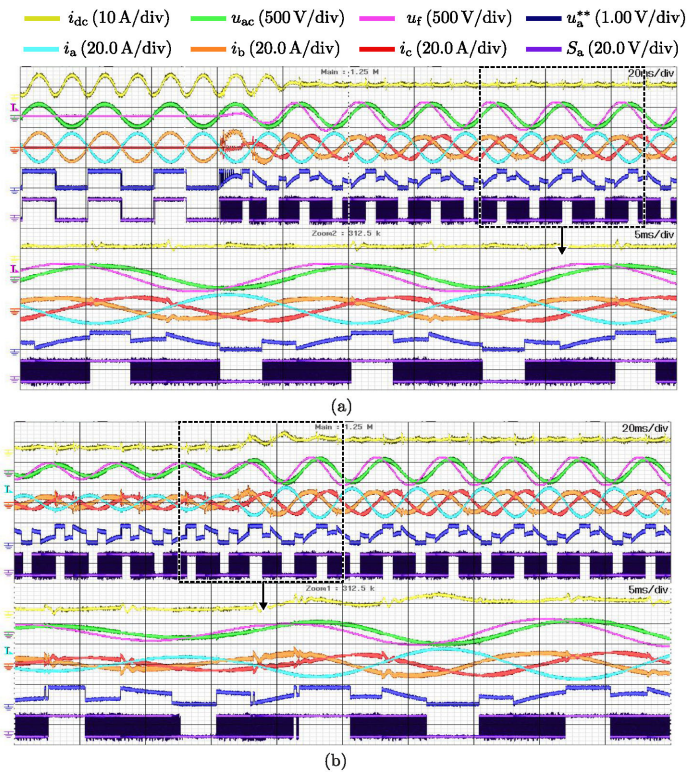 i_dc (10 A/div) u_ac (500 V/div) u_f (500 V/div) u_a^** (1.00 V/div)
i_a (20.0 A/div) i_b (20.0 A/div) i_c (20.0 A/div) S_a (20.0 V/div)
Main : 1.25 M 20ms/div
Zoom2 : 312.5 k 5ms/div
(a)
Main : 1.25 M 20ms/div
Zoom1 : 312.5 k 5ms/div
(b)